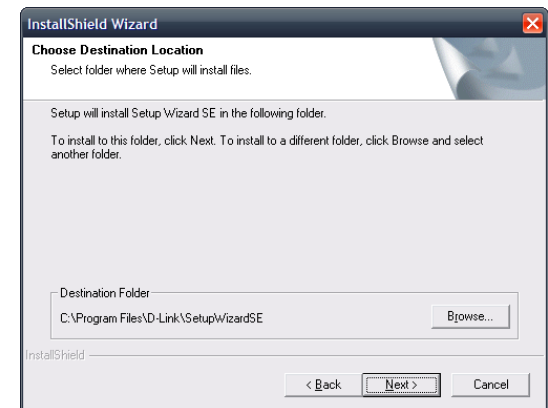 InstallShield Wizard
Choose Destination Location
Select folder where Setup will install files.
Setup will install Setup Wizard SE in the following folder.
To install to this folder, click Next. To install to a different folder, click Browse and select
another folder.
Destination Folder
C:\Program Files\D-Link\SetupWizardSE
Browse...
InstallShield
< Back
Next >
Cancel